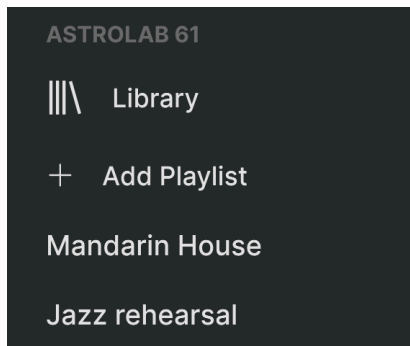 ASTROLAB 61
Library
Add Playlist
Mandarin House
Jazz rehearsal